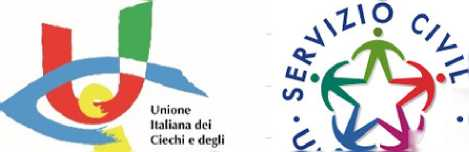 Unione
Italiana dei
Ciechi e degli
SERVIZIO CIVIL